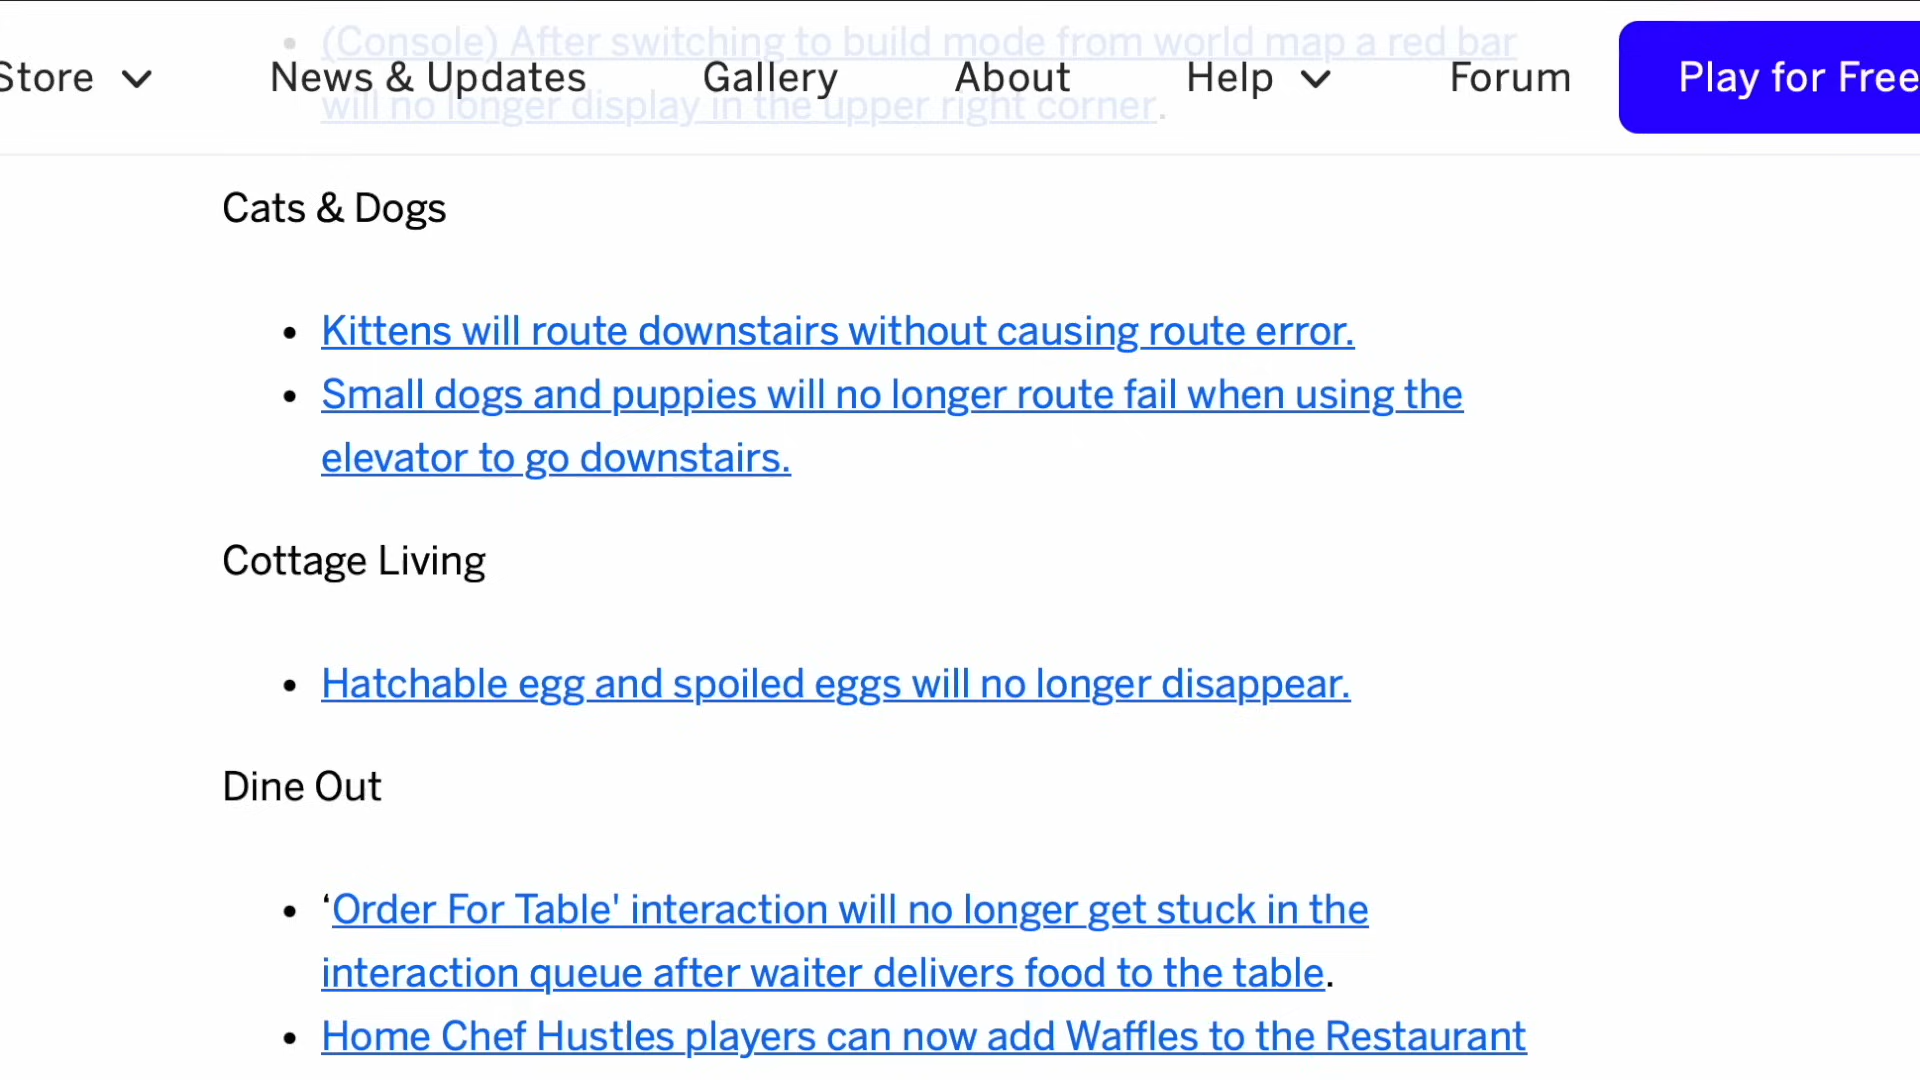 (Console) After switching to build mode from world map a red bar
Store News & Updates Gallery About Help Forum Play for Free
will no longer display in the upper right corner.
Cats & Dogs
Kittens will route downstairs without causing route error.
Small dogs and puppies will no longer route fail when using the
elevator to go downstairs.
Cottage Living
Hatchable egg and spoiled eggs will no longer disappear.
Dine Out
‘Order For Table' interaction will no longer get stuck in the
interaction queue after waiter delivers food to the table.
Home Chef Hustles players can now add Waffles to the Restaurant